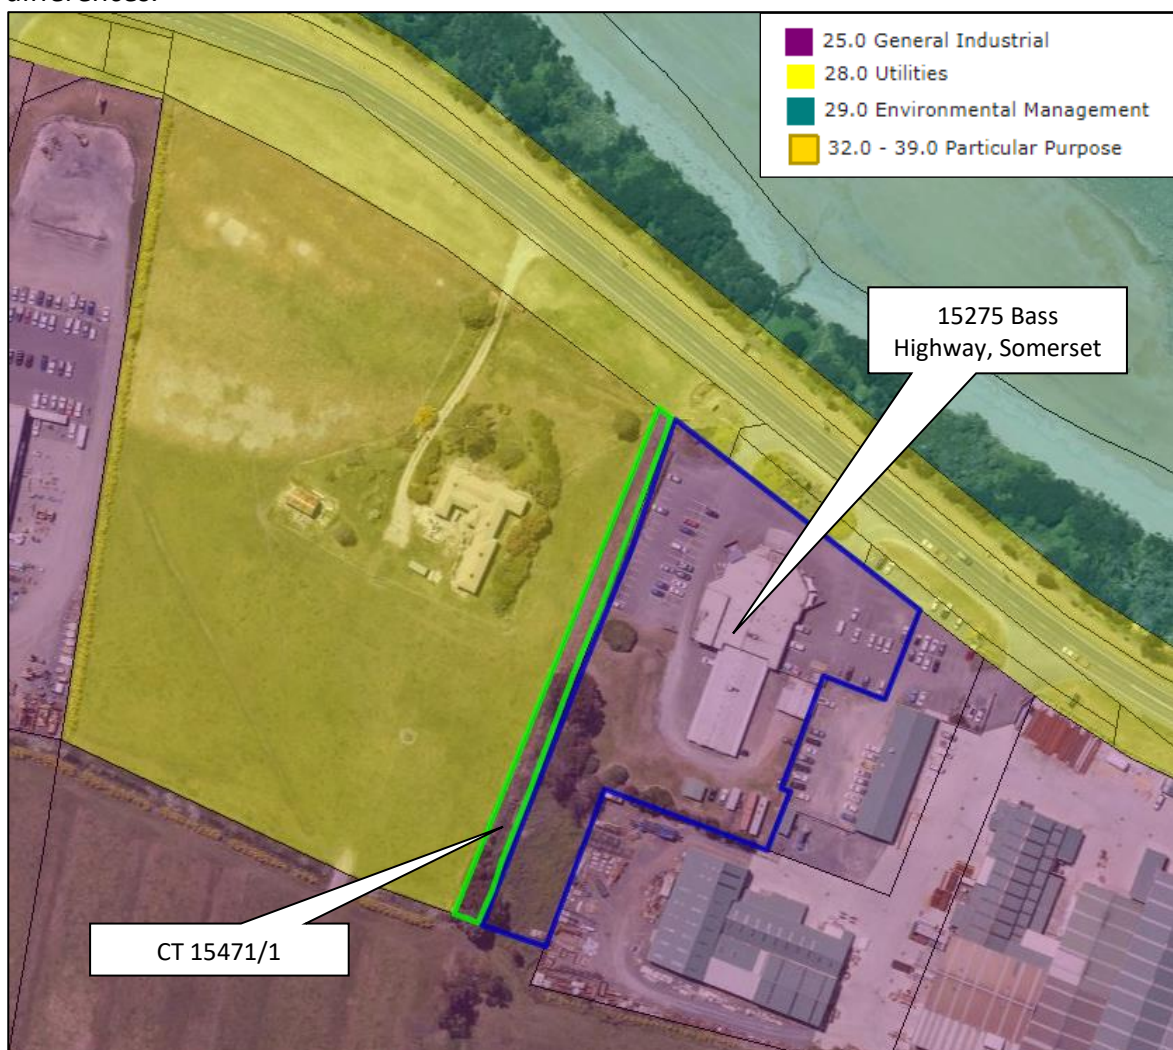 differences.
25.0 General Industrial
28.0 Utilities
29.0 Environmental Management
32.0 - 39.0 Particular Purpose
15275 Bass
Highway, Somerset
CT 15471/1